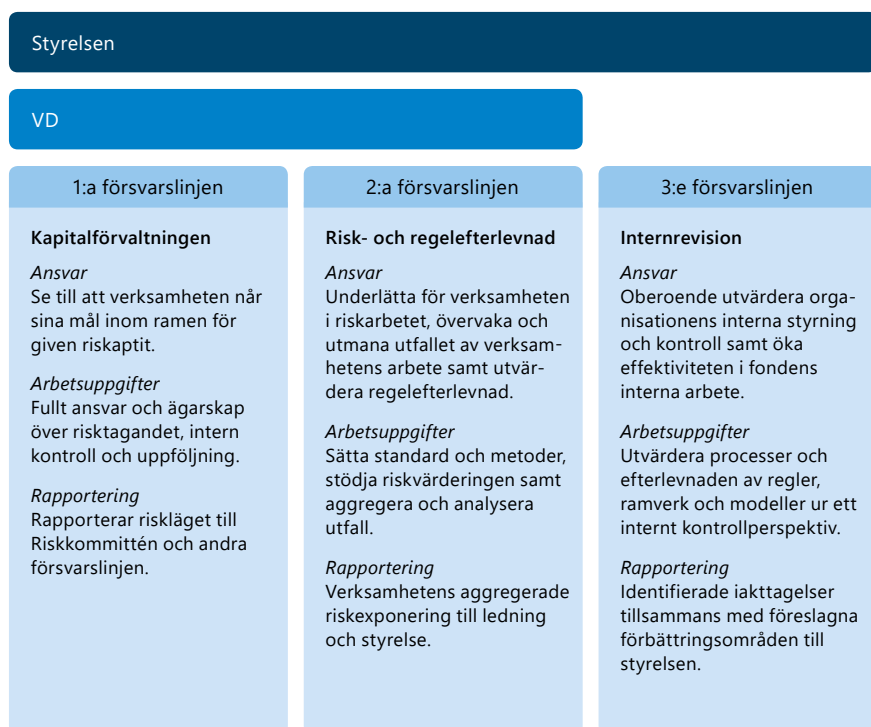 Styrelsen
VD
1:a försvarslinjen
Kapitalförvaltningen
Ansvar
Se till att verksamheten når
sina mål inom ramen för
given riskaptit.
Arbetsuppgifter
Fullt ansvar och ägarskap
över risktagandet, intern
kontroll och uppföljning.
Rapportering
Rapporterar riskläget till
Riskkommittén och andra
försvarslinjen.
2:a försvarslinjen
Risk- och regelefterlevnad
Ansvar
Underlätta för verksamheten
i riskarbetet, övervaka och
utmana utfallet av verksam-
hetens arbete samt utvär-
dera regelefterlevnad.
Arbetsuppgifter
Sätta standard och metoder,
stödja riskvärderingen samt
aggregera och analysera
utfall.
Rapportering
Verksamhetens aggregerade
riskexponering till ledning
och styrelse.
3:e försvarslinjen
Internrevision
Ansvar
Oberoende utvärdera orga-
nisationens interna styrning
och kontroll samt öka
effektiviteten i fondens
interna arbete.
Arbetsuppgifter
Utvärdera processer och
efterlevnaden av regler,
ramverk och modeller ur ett
internt kontrollperspektiv.
Rapportering
Identifierade iakttagelser
tillsammans med föreslagna
förbättringsområden till
styrelsen.